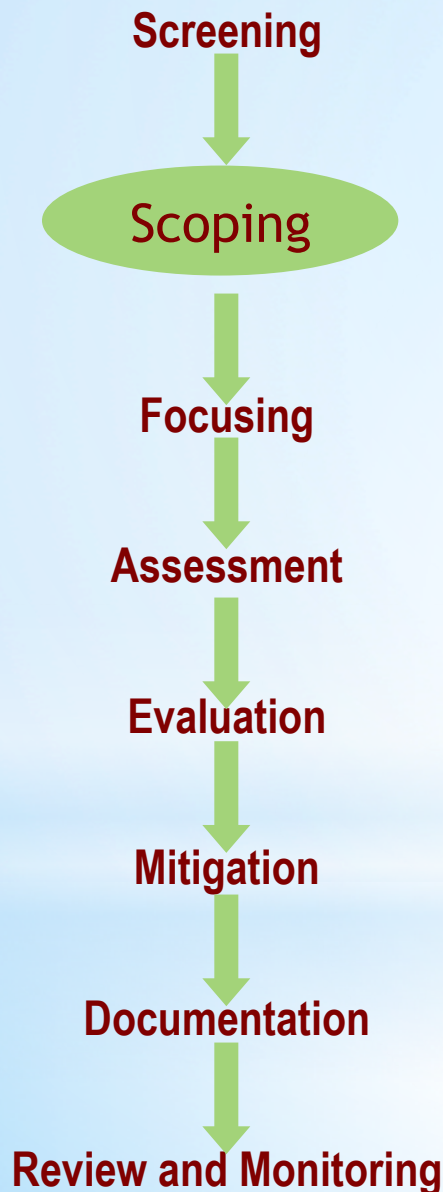 Screening
Scoping
Focusing
Assessment
Evaluation
Mitigation
Documentation
Review and Monitoring